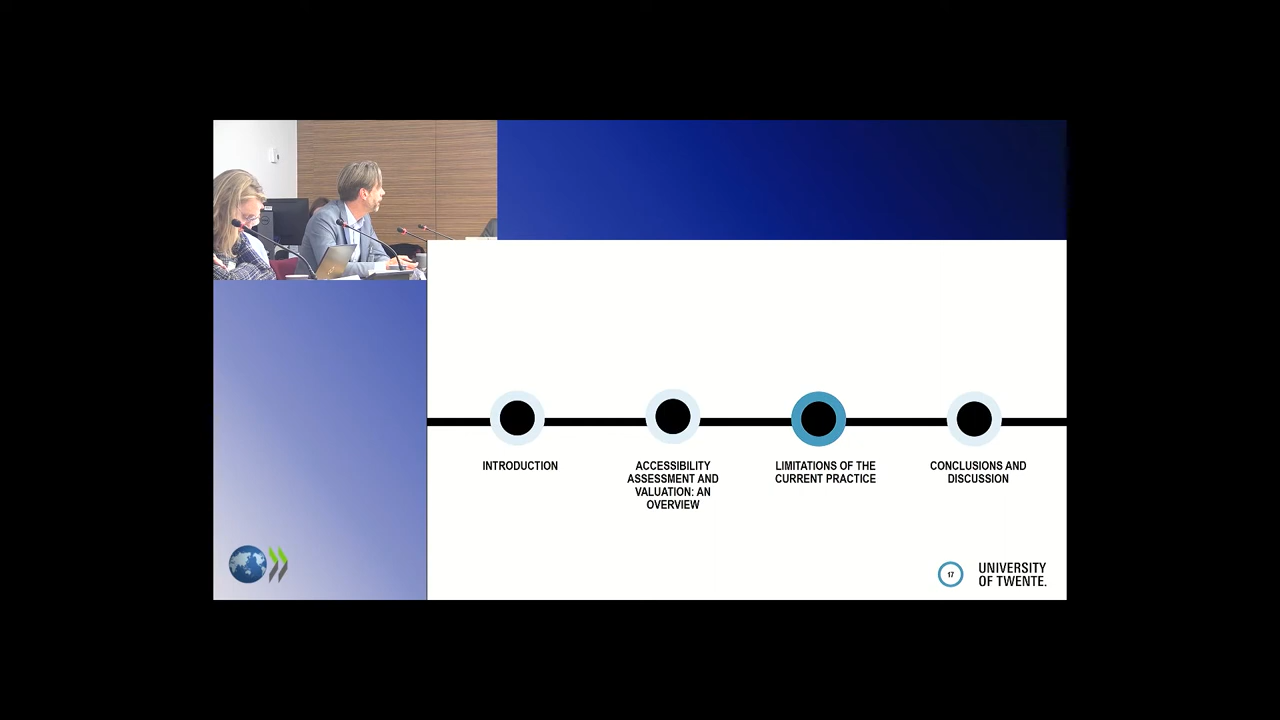 INTRODUCTION
ACCESSIBILITY
ASSESSMENT AND
VALUATION: AN
OVERVIEW
LIMITATIONS OF THE
CURRENT PRACTICE
CONCLUSIONS AND
DISCUSSION
17
UNIVERSITY
OF TWENTE.